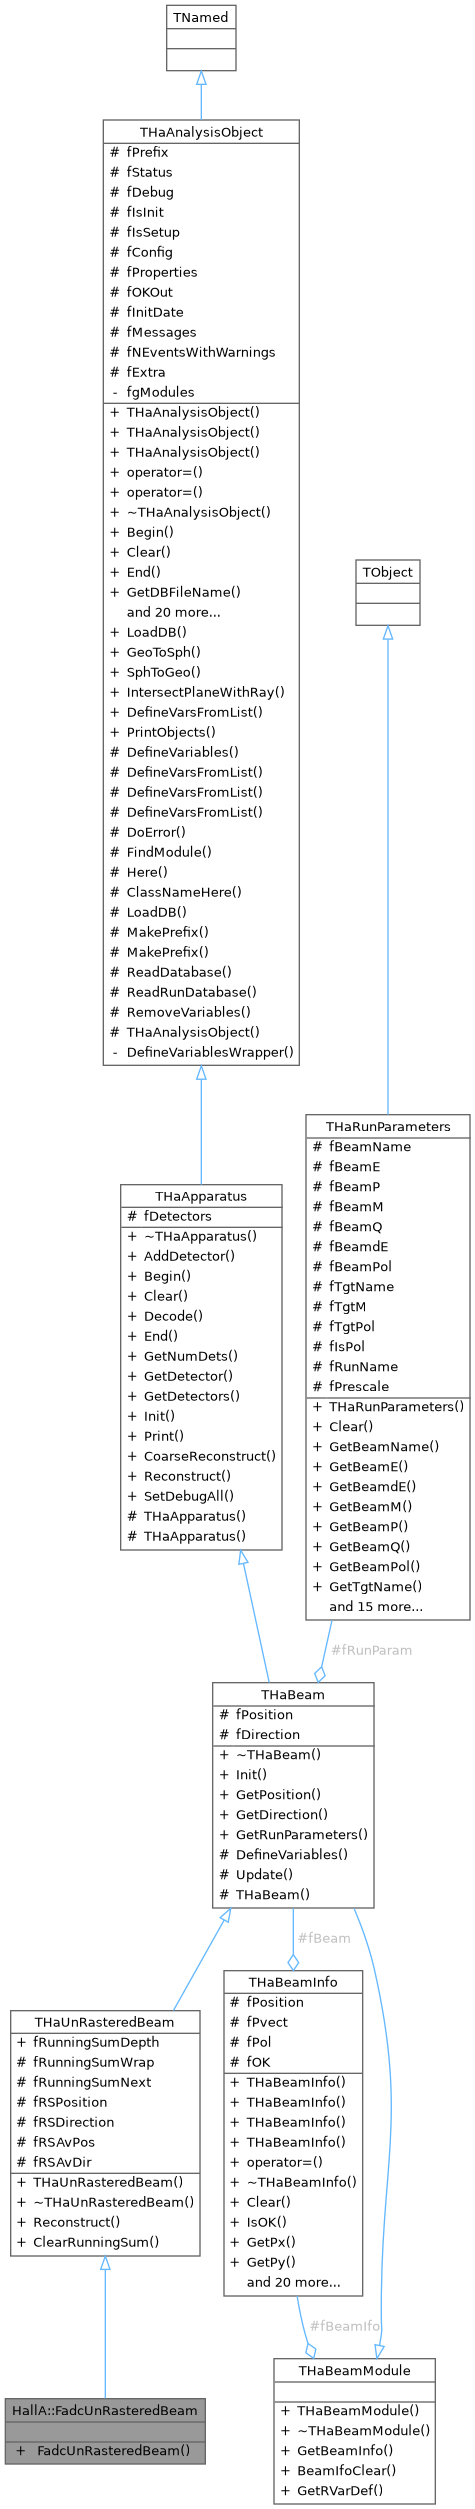 TNamed
THaAnalysisObject
# fPrefix
# fStatus
# fDebug
# fIsInit
# fIsSetup
# fConfig
# fProperties
# fOKOut
# fInitDate
# fMessages
# fNEventsWithWarnings
# fExtra
- fgModules
+ THaAnalysisObject()
+ THaAnalysisObject()
+ THaAnalysisObject()
+ operator=()
+ operator=()
+ ~THaAnalysisObject()
+ Begin()
+ Clear()
+ End()
+ GetDBFileName()
and 20 more...
+ LoadDB()
+ GeoToSph()
+ SphToGeo()
+ IntersectPlaneWithRay()
+ DefineVarsFromList()
+ PrintObjects()
# DefineVariables()
# DefineVarsFromList()
# DefineVarsFromList()
# DefineVarsFromList()
# DoError()
# FindModule()
# Here()
# ClassNameHere()
# LoadDB()
# MakePrefix()
# MakePrefix()
# ReadDatabase()
# ReadRunDatabase()
# RemoveVariables()
# THaAnalysisObject()
- DefineVariablesWrapper()
TObject
THaRunParameters
# fBeamName
# fBeamE
# fBeamP
# fBeamM
# fBeamQ
# fBeamdE
# fBeamPol
# fTgtName
# fTgtM
# fTgtPol
# fIsPol
# fRunName
# fPrescale
+ THaRunParameters()
+ Clear()
+ GetBeamName()
+ GetBeamE()
+ GetBeamdE()
+ GetBeamM()
+ GetBeamP()
+ GetBeamQ()
+ GetBeamPol()
+ GetTgtName()
and 15 more...
THaApparatus
# fDetectors
+ ~THaApparatus()
+ AddDetector()
+ Begin()
+ Clear()
+ Decode()
+ End()
+ GetNumDets()
+ GetDetector()
+ GetDetectors()
+ Init()
+ Print()
+ CoarseReconstruct()
+ Reconstruct()
+ SetDebugAll()
# THaApparatus()
# THaApparatus()
#fRunParam
THaBeam
# fPosition
# fDirection
+ ~THaBeam()
+ Init()
+ GetPosition()
+ GetDirection()
+ GetRunParameters()
# DefineVariables()
# Update()
# THaBeam()
#fBeam
THaUnRasteredBeam
+ fRunningSumDepth
# fRunningSumWrap
# fRunningSumNext
# fRSPosition
# fRSDirection
# fRSAvPos
# fRSAvDir
+ THaUnRasteredBeam()
+ ~THaUnRasteredBeam()
+ Reconstruct()
+ ClearRunningSum()
THaBeamInfo
# fPosition
# fPvect
# fPol
# fOK
+ THaBeamInfo()
+ THaBeamInfo()
+ THaBeamInfo()
+ THaBeamInfo()
+ operator=()
+ ~THaBeamInfo()
+ Clear()
+ IsOK()
+ GetPx()
+ GetPy()
and 20 more...
#fBeamIfo
HallA::FadcUnRasteredBeam
+ FadcUnRasteredBeam()
THaBeamModule
+ THaBeamModule()
+ ~THaBeamModule()
+ GetBeamInfo()
+ BeamIfoClear()
+ GetRVarDef()